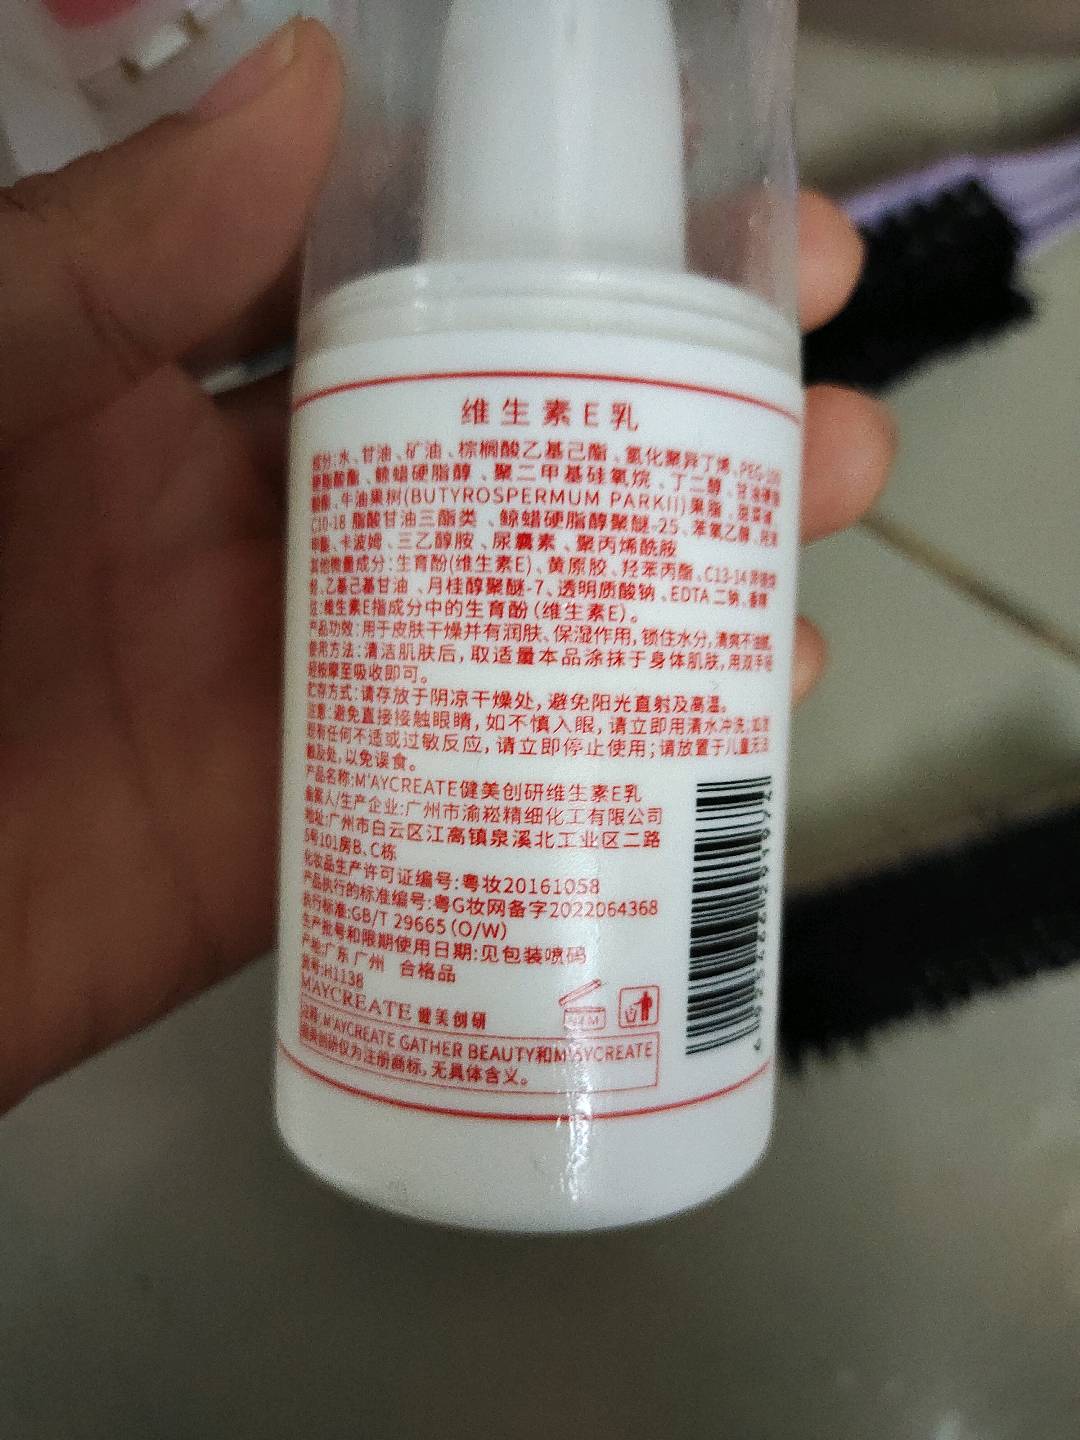 维生素E乳
成分:水、甘油、矿油、棕榈酸乙基己酯、氢化聚异丁烯、PEG-100
硬脂酸酯、鲸蜡硬脂醇、聚二甲基硅氧烷、丁二醇、甘油硬脂
酸酯、牛油果树(BUTYROSPERMUM PARKII)果脂、
C10-18 脂酸甘油三酯类、鲸蜡硬脂醇聚醚-25、苯氧乙醇、
甲酯、卡波姆、三乙醇胺、尿囊素、聚丙烯酰胺
其他微量成分:生育酚(维生素E)、黄原胶、羟苯丙酯、C13-14
烃、乙基己基甘油、月桂醇聚醚-7、透明质酸钠、EDTA二钠、香精
注:维生素E指成分中的生育酚(维生素E)。
产品功效:用于皮肤干燥并有润肤、保湿作用,锁住水分,清爽不油腻。
使用方法:清洁肌肤后,取适量本品涂抹于身体肌肤,用双手轻
轻按摩至吸收即可。
贮存方式:请存放于阴凉干燥处,避免阳光直射及高温。
注意:避免直接接触眼睛,如不慎入眼,请立即用清水冲洗;如发
现有任何不适或过敏反应,请立即停止使用;请放置于儿童无法
触及处,以免误食。
产品名称:M'AYCREATE健美创研维生素E乳
备案人/生产企业:广州市渝崧精细化工有限公司
地址:广州市白云区江高镇泉溪北工业区二路
6号101房B、C栋
化妆品生产许可证编号:粤妆20161058
产品执行的标准编号:粤G妆网备字2022064368
执行标准:GB/T 29665(O/W)
生产批号和限期使用日期:见包装喷码
产地:广东 广州 合格品
货号:H1138
MAYCREATE 健美创研
注释:M'AYCREATE GATHER BEAUTY和M'AYCREATE
健美创研仅为注册商标,无具体含义。